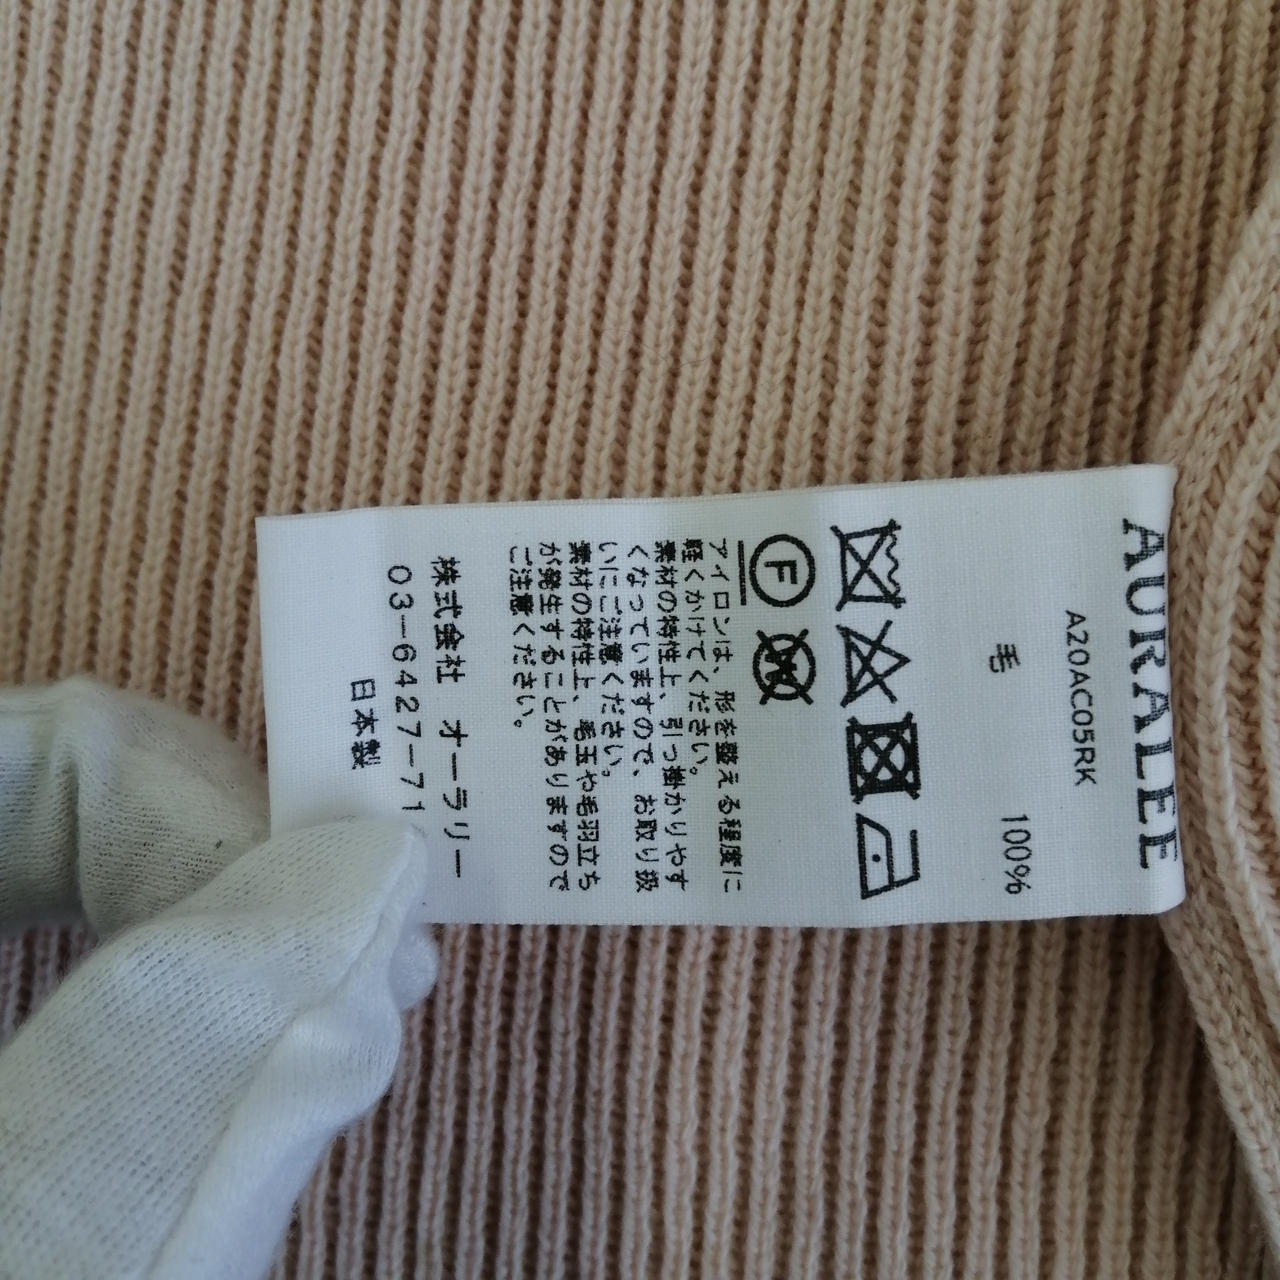 AURALEE
A20AC05RK
毛 100%
F
W
アイロンは、形を整える程度に
軽くかけてください。
素材の特性上、引っ掛かりやす
くなっていますので、お取り扱
いにご注意ください。
素材の特性上、毛玉や毛羽立ち
が発生することがありますので
ご注意ください。
株式会社 オーラリー
03-6427-71
日本製